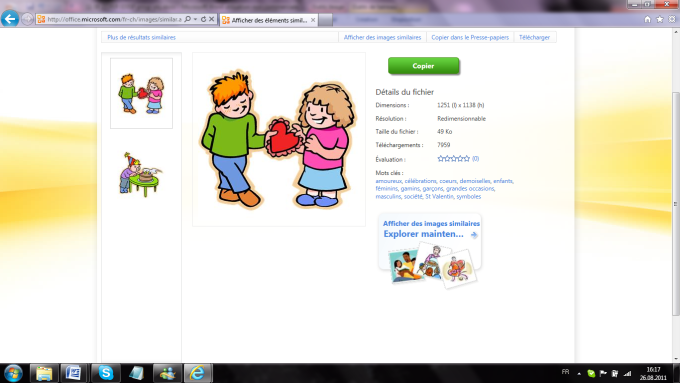 http://office.microsoft.com/fr-ch/images/similar.a
Afficher des éléments simil...
Plus de résultats similaires
Afficher des images similaires
Copier dans le Presse-papiers
Télécharger
Copier
Détails du fichier
Dimensions : 1251 (l) x 1138 (h)
Résolution : Redimensionnable
Taille du fichier : 49 Ko
Téléchargements : 7959
Évaluation : (0)
Mots clés :
amoureux, célébrations, coeurs, demoiselles, enfants,
féminins, gamins, garçons, grandes occasions,
masculins, société, St Valentin, symboles
Afficher des images similaires
Explorer mainten...
FR
16:17
26.08.2011